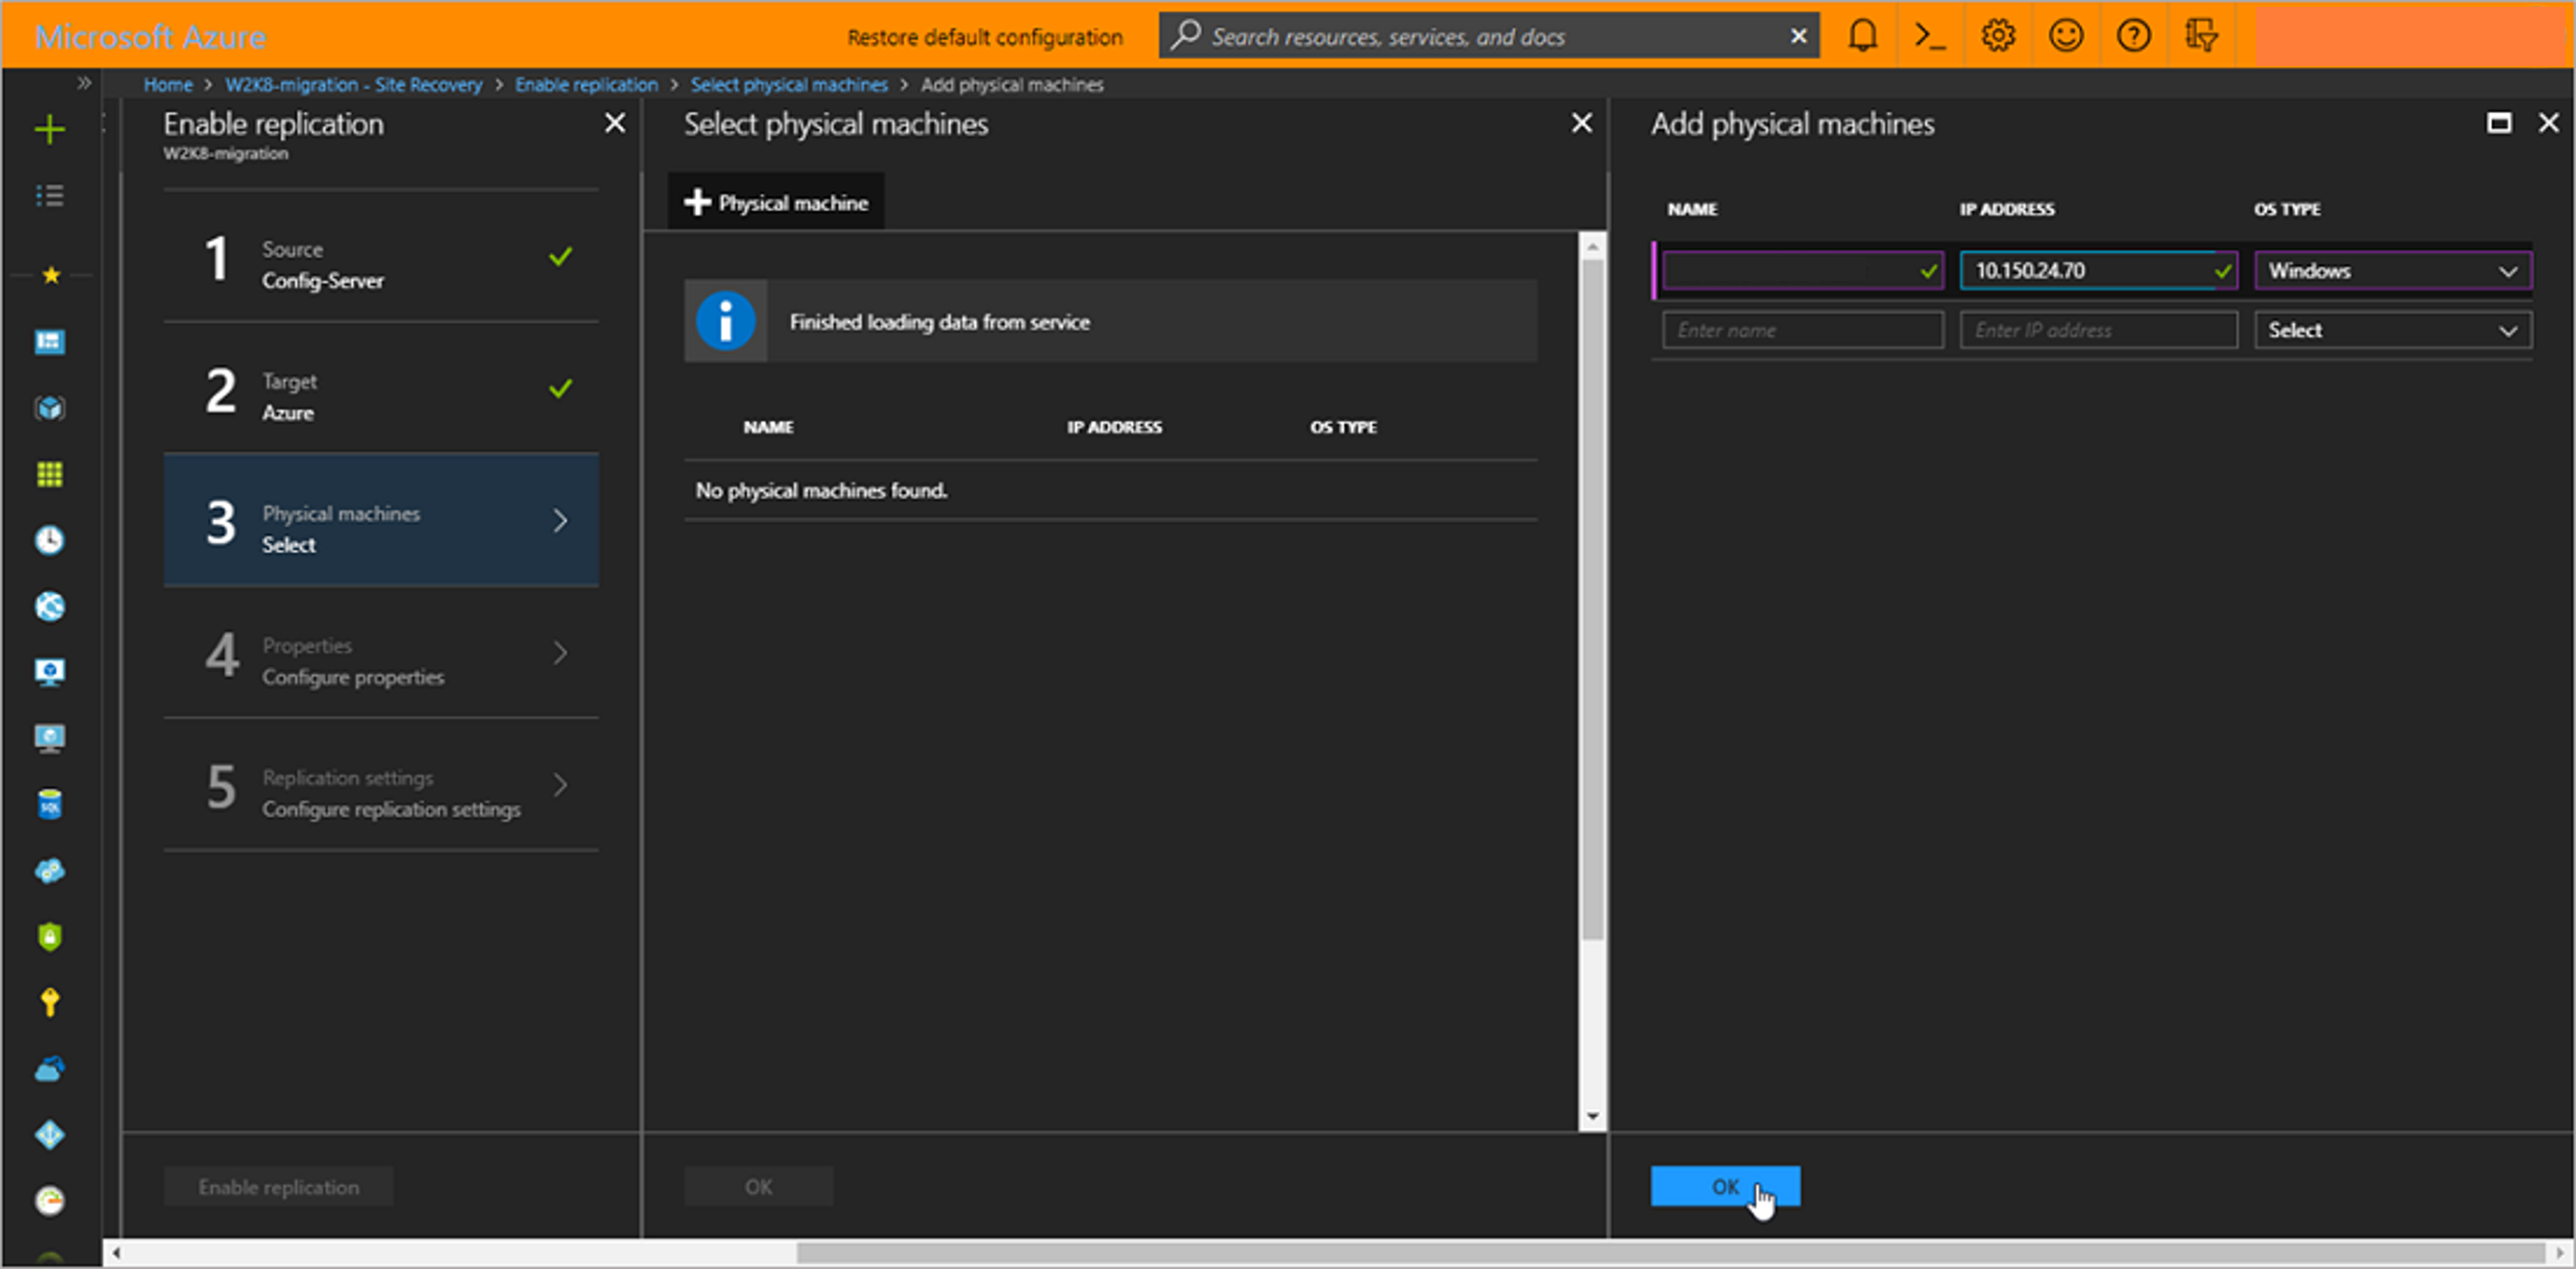 Microsoft Azure
Restore default configuration
Search resources, services, and docs
Home > W2K8-migration - Site Recovery > Enable replication > Select physical machines > Add physical machines
Enable replication
W2K8-migration
1 Source
Config-Server
2 Target
Azure
3 Physical machines
Select
4 Properties
Configure properties
5 Replication settings
Configure replication settings
Enable replication
Select physical machines
Physical machine
Finished loading data from service
NAME IP ADDRESS OS TYPE
No physical machines found.
OK
Add physical machines
NAME IP ADDRESS OS TYPE
10.150.24.70 Windows
Enter name Enter IP address Select
OK
SQL